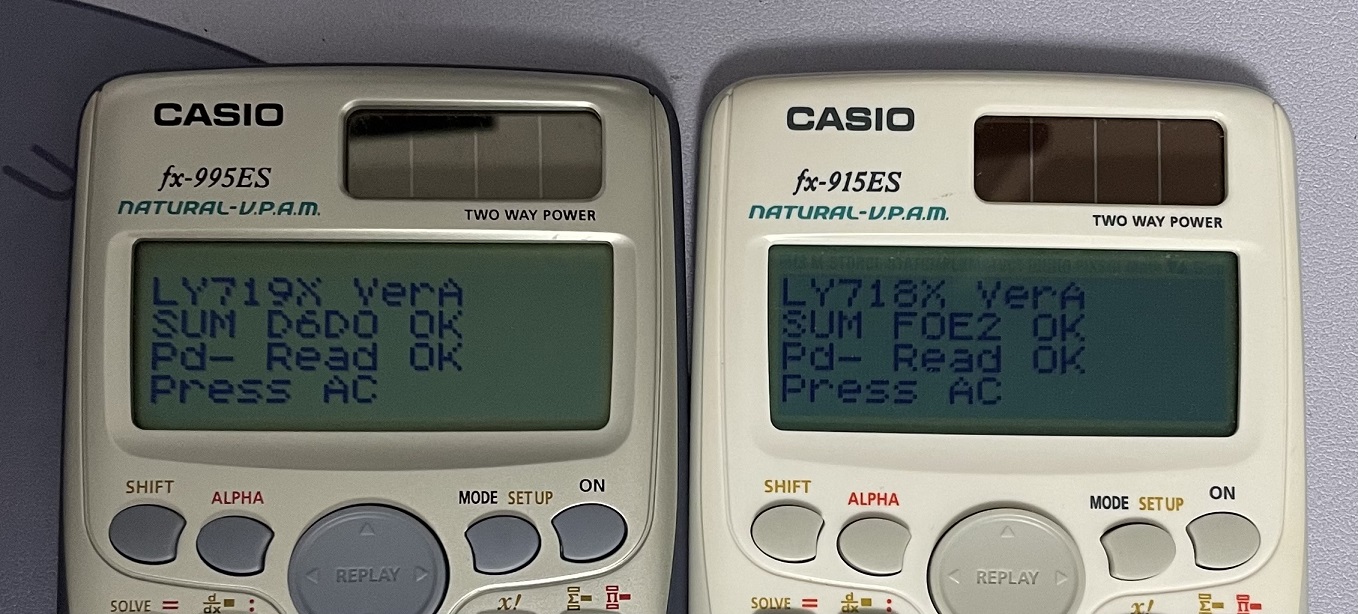 CASIO
fx-995ES
NATURAL-V.P.A.M.
TWO WAY POWER
LY719X VerA
SUM D6D0 OK
Pd- Read OK
Press AC
SHIFT
ALPHA
MODE SETUP
ON
REPLAY
SOLVE = d/dx :
x!
Σ Π
CASIO
fx-915ES
NATURAL-V.P.A.M.
TWO WAY POWER
LY718X VerA
SUM F0E2 OK
Pd- Read OK
Press AC
SHIFT
ALPHA
MODE SETUP
ON
REPLAY
SOLVE = d/dx :
x!
Σ Π